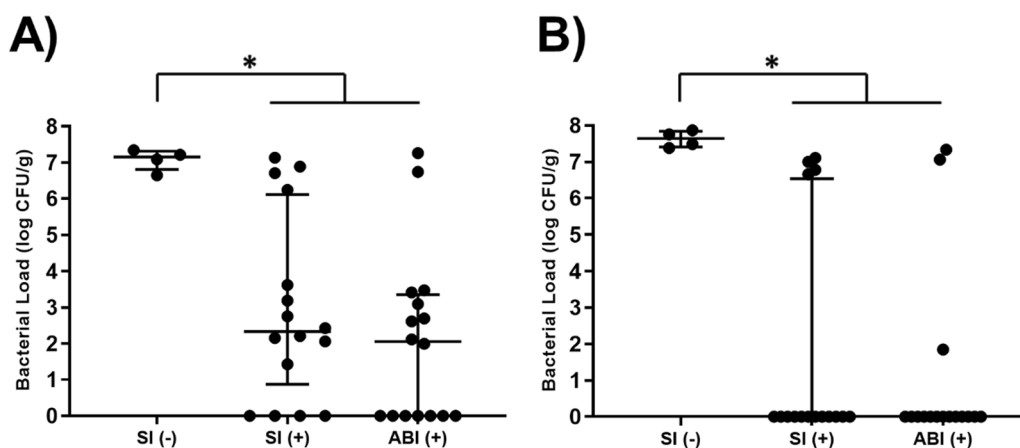 A)
*
Bacterial Load (log CFU/g)
8
7
6
5
4
3
2
1
0
SI (-)
SI (+)
ABI (+)
B)
*
Bacterial Load (log CFU/g)
8
7
6
5
4
3
2
1
0
SI (-)
SI (+)
ABI (+)